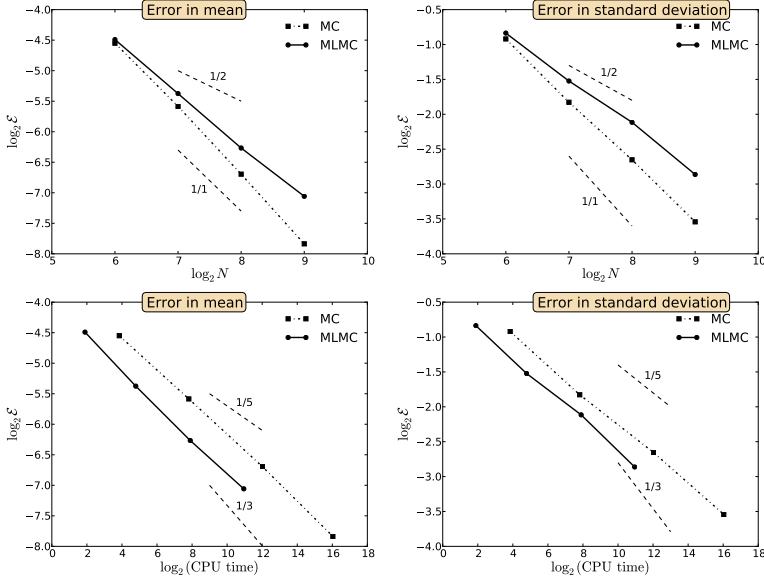 Error in mean
−4.0
−4.5
−5.0
−5.5
−6.0
−6.5
−7.0
−7.5
−8.0
log₂ ℰ
MC
MLMC
1/2
1/1
5 6 7 8 9 10
log₂ N
Error in standard deviation
−0.5
−1.0
−1.5
−2.0
−2.5
−3.0
−3.5
−4.0
log₂ ℰ
MC
MLMC
1/2
1/1
5 6 7 8 9 10
log₂ N
Error in mean
−4.0
−4.5
−5.0
−5.5
−6.0
−6.5
−7.0
−7.5
−8.0
log₂ ℰ
MC
MLMC
1/5
1/3
0 2 4 6 8 10 12 14 16 18
log₂(CPU time)
Error in standard deviation
−0.5
−1.0
−1.5
−2.0
−2.5
−3.0
−3.5
−4.0
log₂ ℰ
MC
MLMC
1/5
1/3
0 2 4 6 8 10 12 14 16 18
log₂(CPU time)